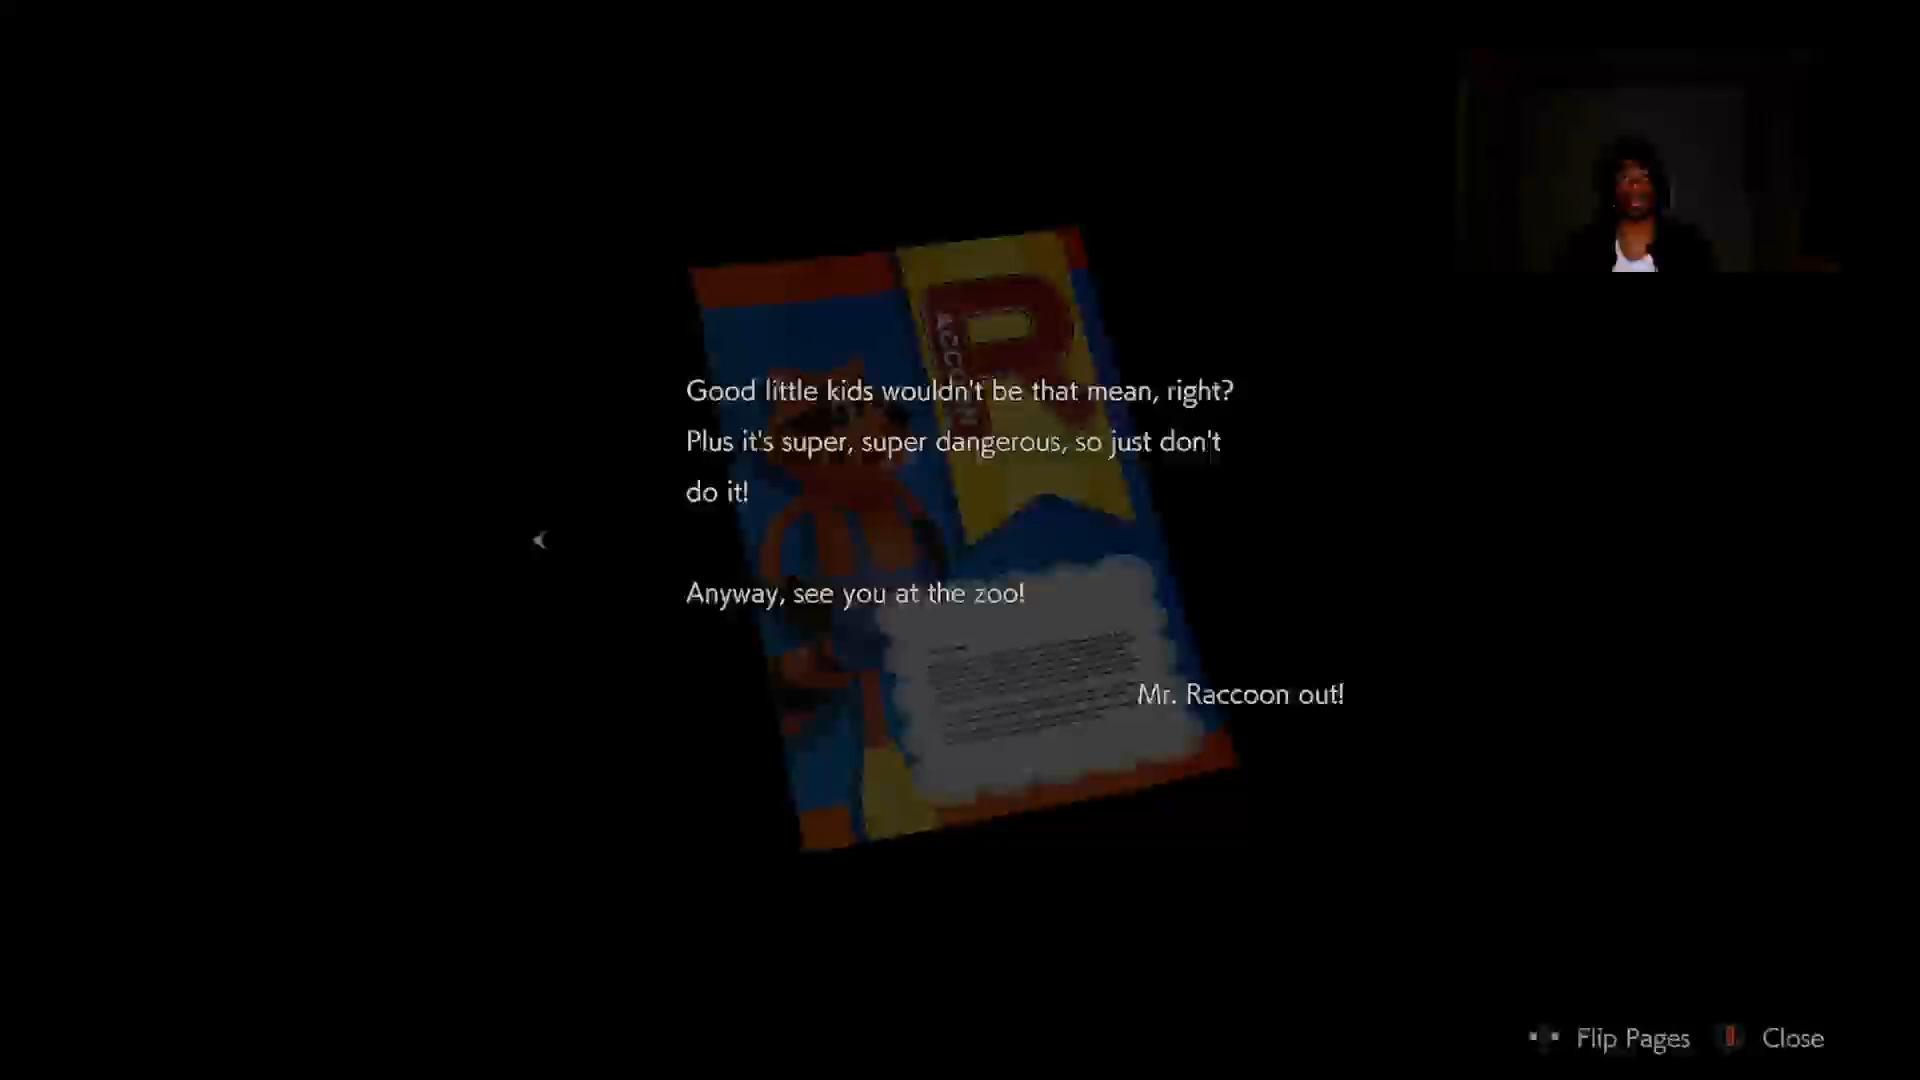 Good little kids wouldn't be that mean, right?
Plus it's super, super dangerous, so just don't
do it!
Anyway, see you at the zoo!
Mr. Raccoon out!
Flip Pages
Close